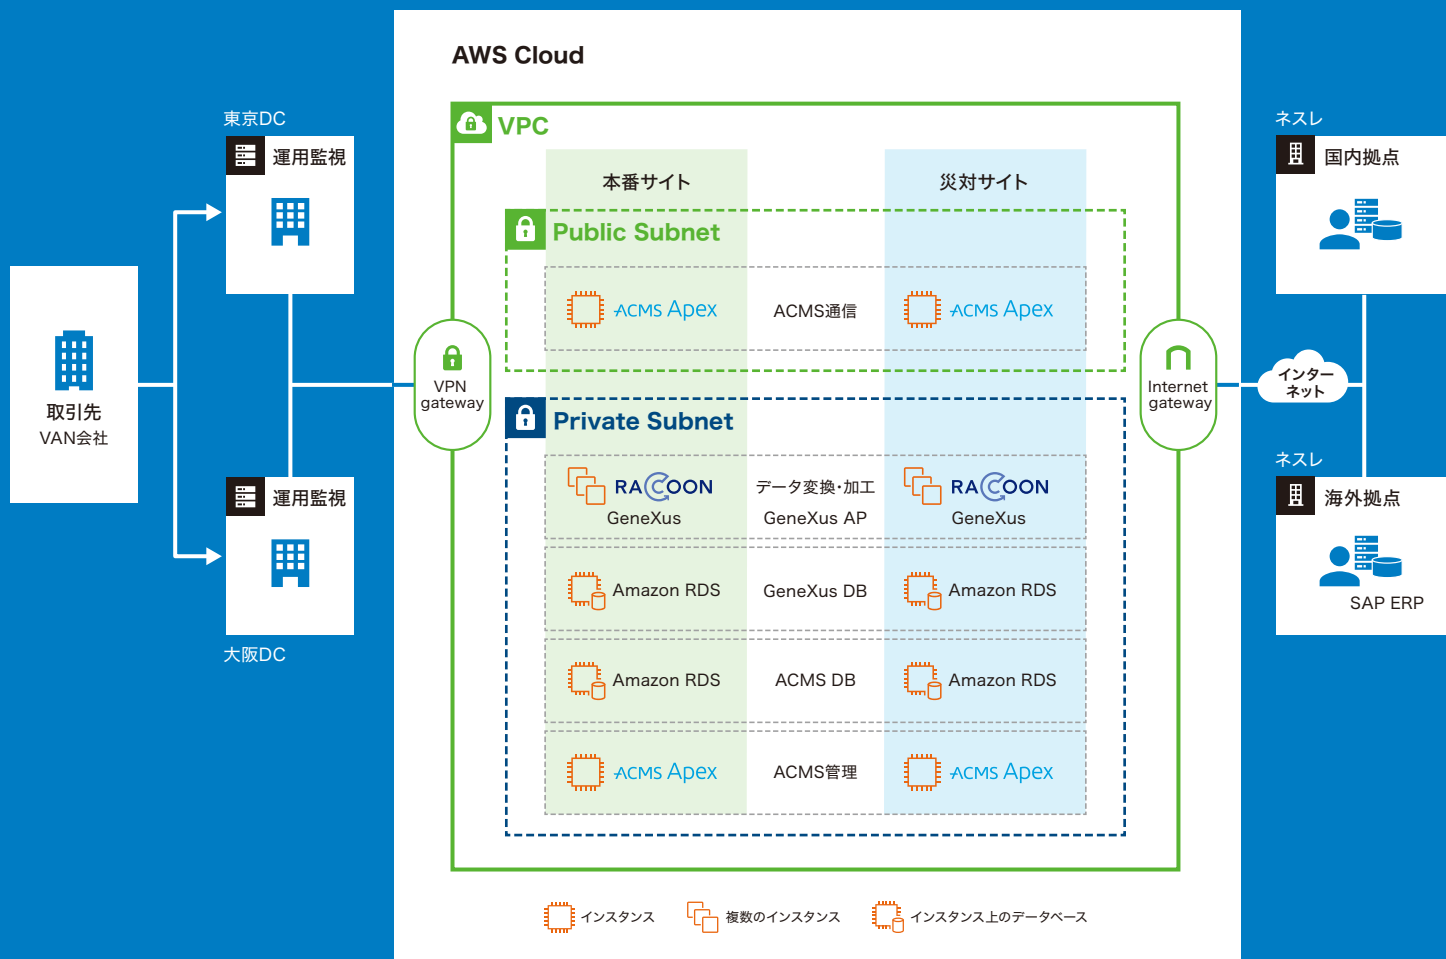 AWS Cloud
東京DC
運用監視
取引先
VAN会社
運用監視
大阪DC
VPC
本番サイト
災対サイト
Public Subnet
ACMS Apex
ACMS通信
ACMS Apex
VPN
gateway
Private Subnet
RACCOON
GeneXus
データ変換・加工
GeneXus AP
RACCOON
GeneXus
Amazon RDS
GeneXus DB
Amazon RDS
Amazon RDS
ACMS DB
Amazon RDS
ACMS Apex
ACMS管理
ACMS Apex
Internet
gateway
インター
ネット
ネスレ
国内拠点
ネスレ
海外拠点
SAP ERP
インスタンス
複数のインスタンス
インスタンス上のデータベース